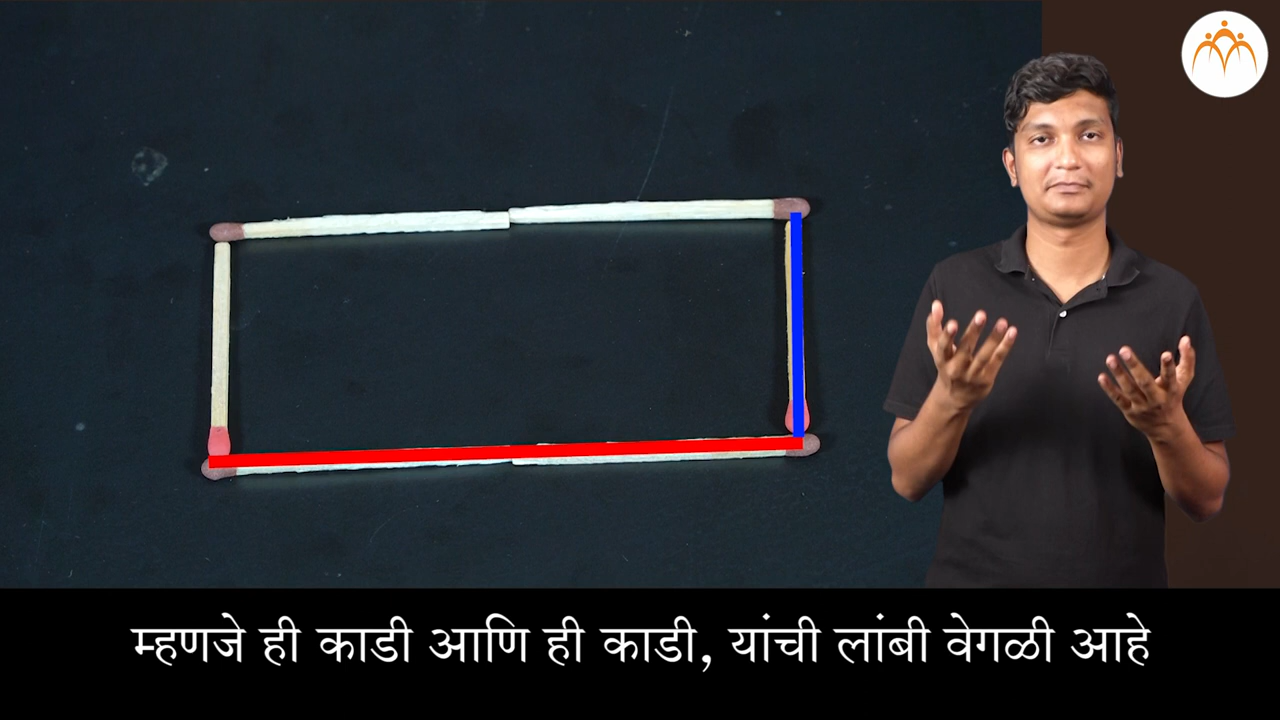 म्हणजे ही काडी आणि ही काडी, यांची लांबी वेगळी आहे